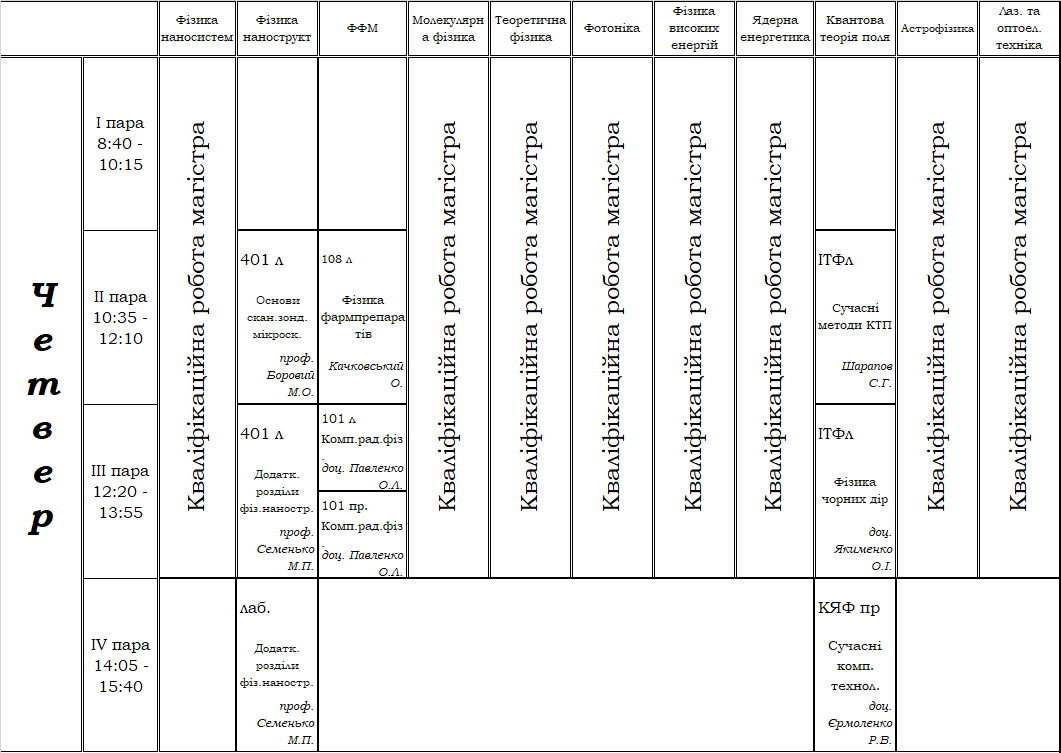 Фізика
наносистем
Фізика
нанострукт
ФФМ
Молекулярн
а фізика
Теоретична
фізика
Фотоніка
Фізика
високих
енергій
Ядерна
енергетика
Квантова
теорія поля
Астрофізика
Лаз. та
оптоел.
техніка
Четвер
І пара
8:40 -
10:15
Кваліфікаційна робота магістра
Кваліфікаційна робота магістра
Кваліфікаційна робота магістра
Кваліфікаційна робота магістра
Кваліфікаційна робота магістра
Кваліфікаційна робота магістра
Кваліфікаційна робота магістра
Кваліфікаційна робота магістра
ІІ пара
10:35 -
12:10
401 л
Основи
скан.зонд.
мікроск.
проф.
Боровий
М.О.
108 л
Фізика
фармпрепара
тів
Качковський
О.
ІТФл
Сучасні
методи КТП
Шарапов
С.Г.
ІІІ пара
12:20 -
13:55
401 л
Додатк.
розділи
фіз.наностр.
проф.
Семенько
М.П.
101 л
Комп.рад.фіз
.
доц. Павленко
О.Л.
101 пр.
Комп.рад.фіз
.
доц. Павленко
О.Л.
ІТФл
Фізика
чорних дір
доц.
Якименко
О.І.
IV пара
14:05 -
15:40
лаб.
Додатк.
розділи
фіз.наностр.
проф.
Семенько
М.П.
КЯФ пр
Сучасні
комп.
технол.
доц.
Єрмоленко
Р.В.